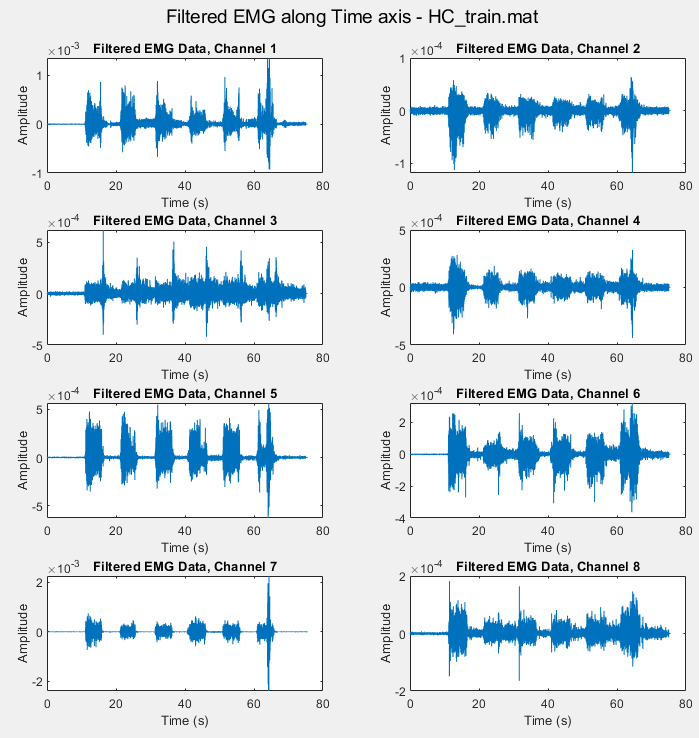 Filtered EMG along Time axis - HC_train.mat
×10-3
Filtered EMG Data, Channel 1
Amplitude
1
0
-1
0 20 40 60 80
Time (s)
×10-4
Filtered EMG Data, Channel 2
Amplitude
1
0
-1
0 20 40 60 80
Time (s)
×10-4
Filtered EMG Data, Channel 3
Amplitude
5
0
-5
0 20 40 60 80
Time (s)
×10-4
Filtered EMG Data, Channel 4
Amplitude
5
0
-5
0 20 40 60 80
Time (s)
×10-4
Filtered EMG Data, Channel 5
Amplitude
5
0
-5
0 20 40 60 80
Time (s)
×10-4
Filtered EMG Data, Channel 6
Amplitude
2
0
-2
-4
0 20 40 60 80
Time (s)
×10-3
Filtered EMG Data, Channel 7
Amplitude
2
0
-2
0 20 40 60 80
Time (s)
×10-4
Filtered EMG Data, Channel 8
Amplitude
2
0
-2
0 20 40 60 80
Time (s)